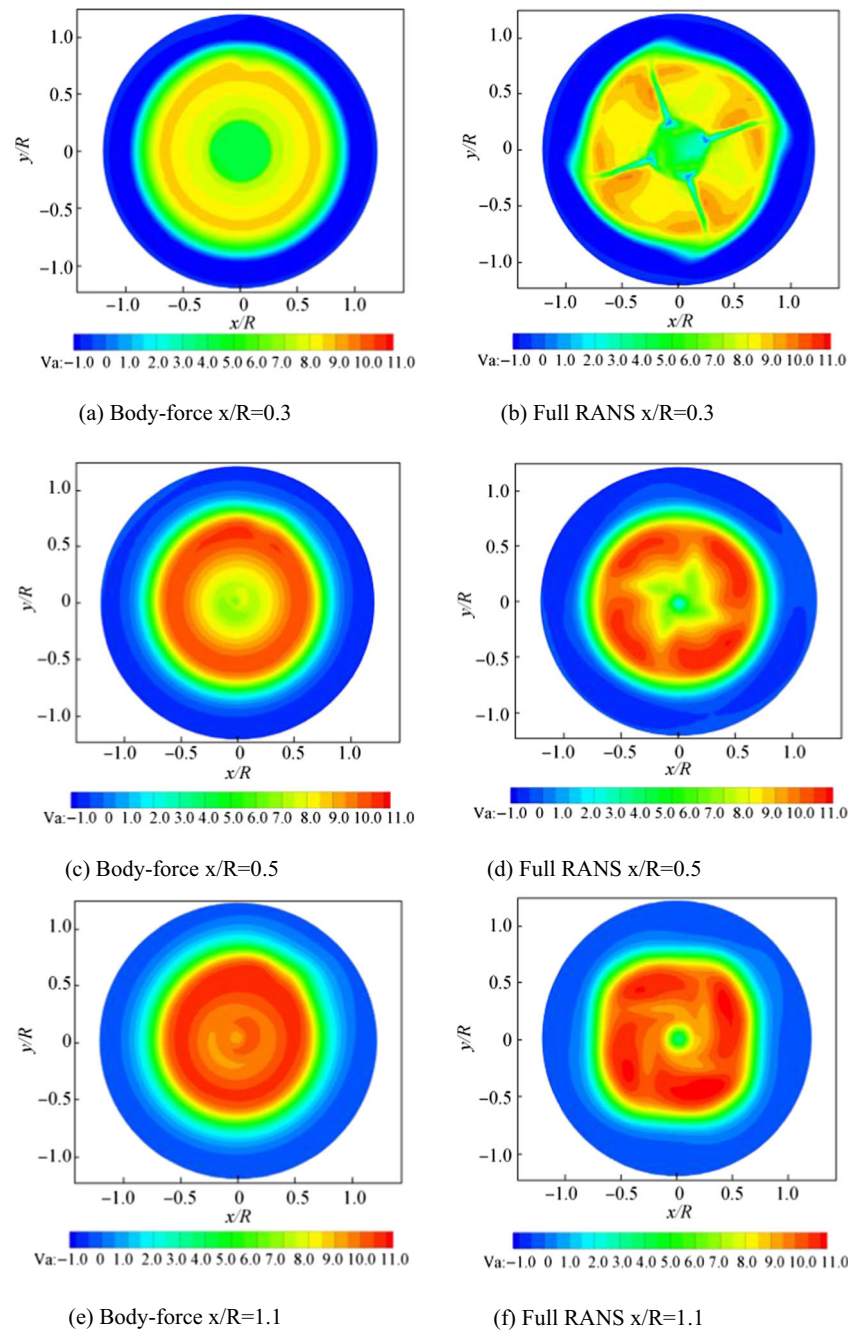 1.0
0.5
0
−0.5
−1.0
y/R
−1.0 −0.5 0 0.5 1.0
x/R
Va:−1.0 0 1.0 2.0 3.0 4.0 5.0 6.0 7.0 8.0 9.0 10.0 11.0
(a) Body-force x/R=0.3
1.0
0.5
0
−0.5
−1.0
y/R
−1.0 −0.5 0 0.5 1.0
x/R
Va:−1.0 0 1.0 2.0 3.0 4.0 5.0 6.0 7.0 8.0 9.0 10.0 11.0
(b) Full RANS x/R=0.3
1.0
0.5
0
−0.5
−1.0
y/R
−1.0 −0.5 0 0.5 1.0
x/R
Va:−1.0 0 1.0 2.0 3.0 4.0 5.0 6.0 7.0 8.0 9.0 10.0 11.0
(c) Body-force x/R=0.5
1.0
0.5
0
−0.5
−1.0
y/R
−1.0 −0.5 0 0.5 1.0
x/R
Va:−1.0 0 1.0 2.0 3.0 4.0 5.0 6.0 7.0 8.0 9.0 10.0 11.0
(d) Full RANS x/R=0.5
1.0
0.5
0
−0.5
−1.0
y/R
−1.0 −0.5 0 0.5 1.0
x/R
Va:−1.0 0 1.0 2.0 3.0 4.0 5.0 6.0 7.0 8.0 9.0 10.0 11.0
(e) Body-force x/R=1.1
1.0
0.5
0
−0.5
−1.0
y/R
−1.0 −0.5 0 0.5 1.0
x/R
Va:−1.0 0 1.0 2.0 3.0 4.0 5.0 6.0 7.0 8.0 9.0 10.0 11.0
(f) Full RANS x/R=1.1